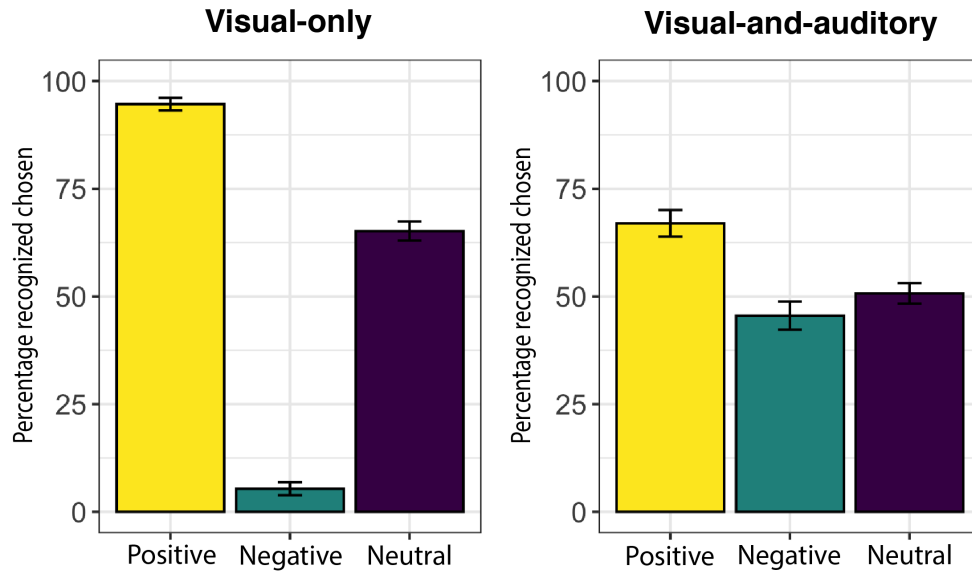 Visual-only
Percentage recognized chosen
100
75
50
25
0
Positive Negative Neutral
Visual-and-auditory
Percentage recognized chosen
100
75
50
25
0
Positive Negative Neutral